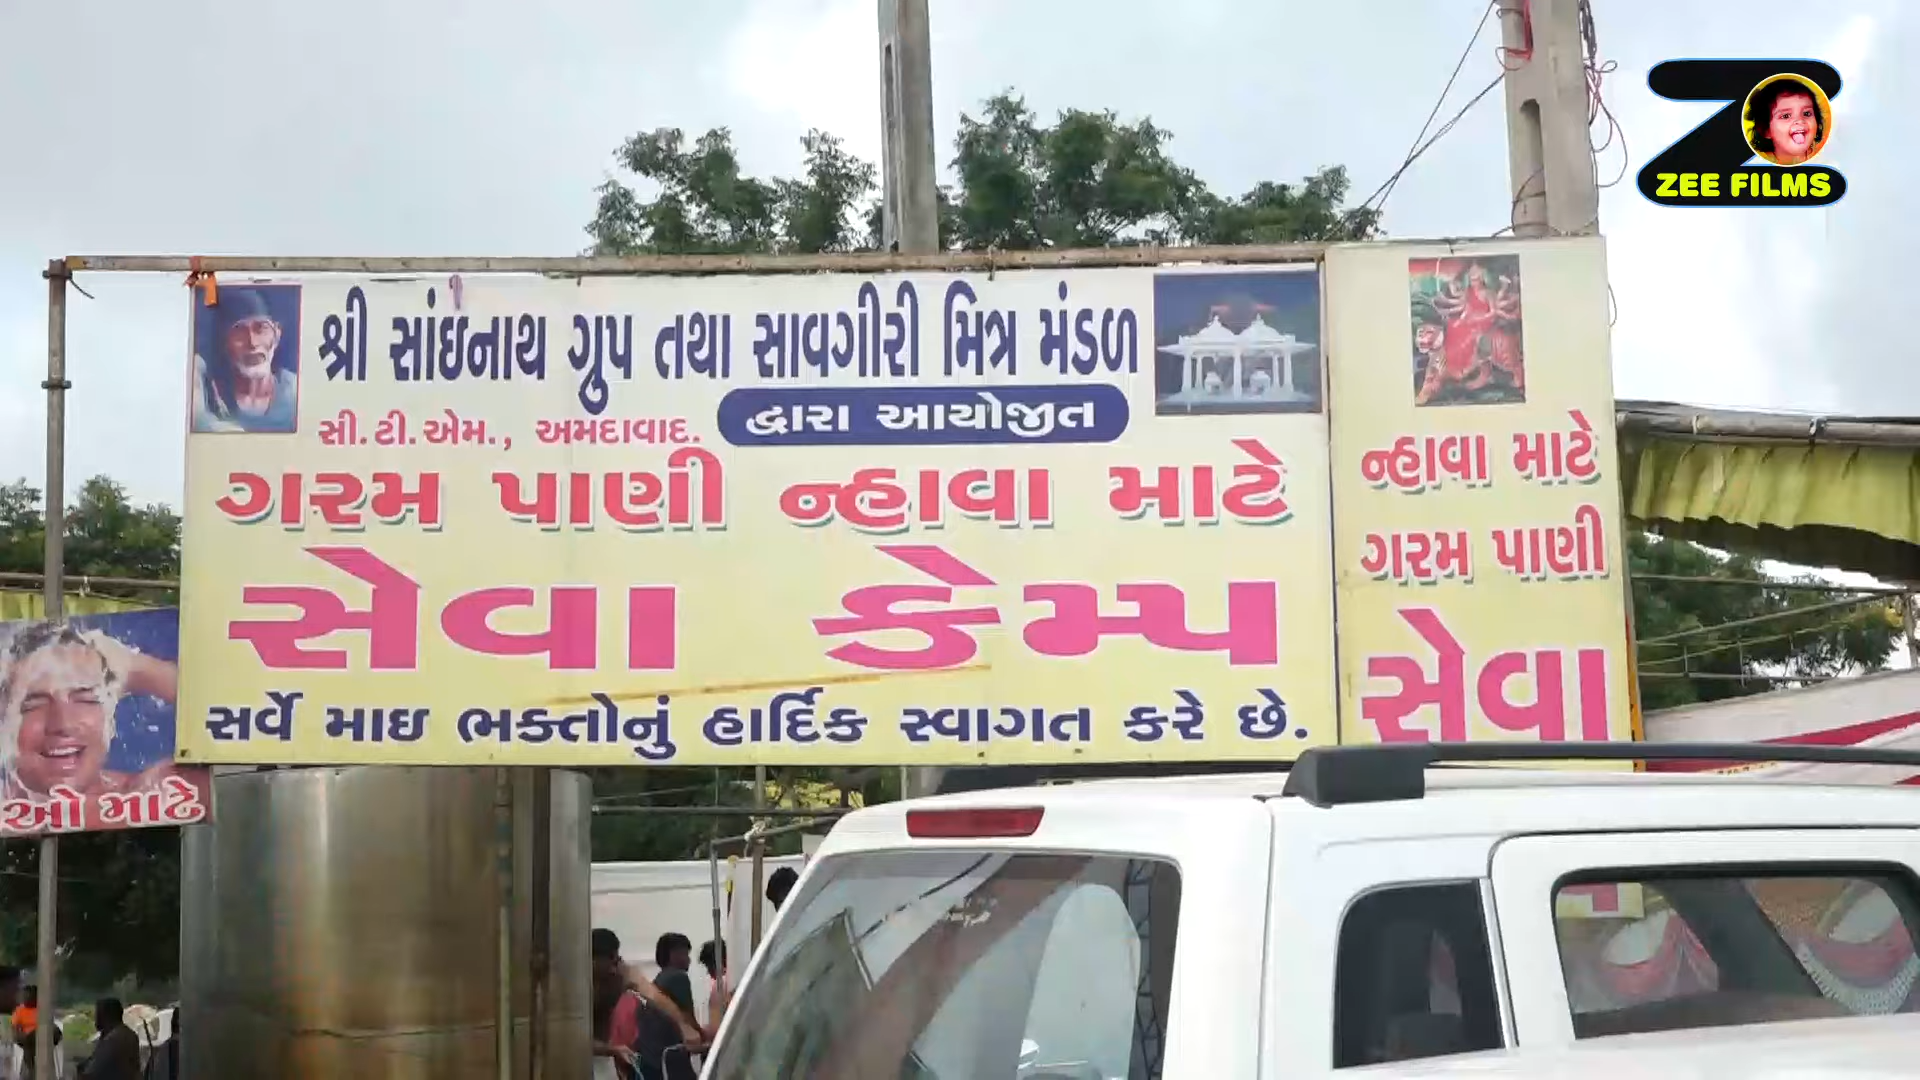 ZEE FILMS
શ્રી સાંઇનાથ ગ્રુપ તથા સાવગીરી મિત્ર મંડળ
સી.ટી.એમ., અમદાવાદ.
દ્વારા આયોજીત
ગરમ પાણી ન્હાવા માટે
સેવા કેમ્પ
સર્વે માઇ ભક્તોનું હાર્દિક સ્વાગત કરે છે.
ન્હાવા માટે
ગરમ પાણી
સેવા
ઓ માટે